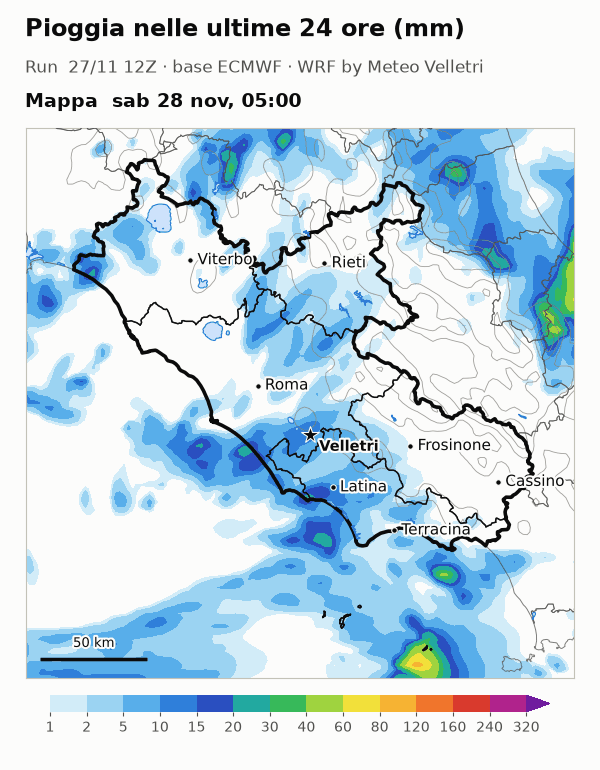 Pioggia nelle ultime 24 ore (mm)
Run  27/11 12Z · base ECMWF · WRF by Meteo Velletri
Mappa  sab 28 nov, 05:00
Viterbo
Rieti
Roma
Velletri
Frosinone
Latina
Cassino
Terracina
50 km
1 2 5 10 15 20 30 40 60 80 120 160 240 320